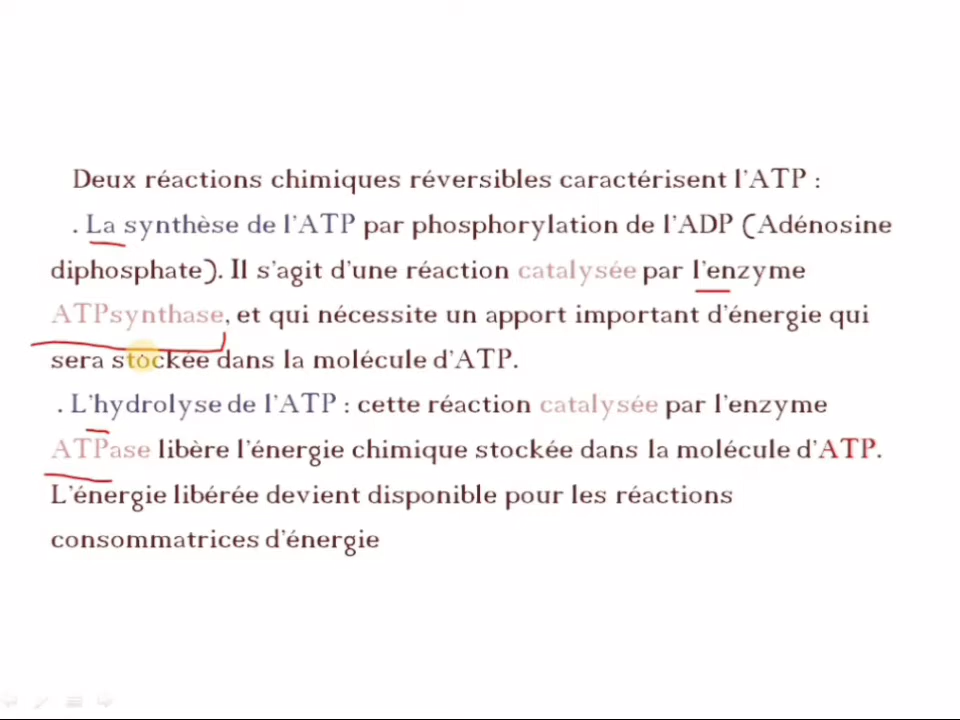 Deux réactions chimiques réversibles caractérisent l'ATP :
. La synthèse de l'ATP par phosphorylation de l'ADP (Adénosine
diphosphate). Il s'agit d'une réaction catalysée par l'enzyme
ATPsynthase, et qui nécessite un apport important d'énergie qui
sera stockée dans la molécule d'ATP.
. L'hydrolyse de l'ATP : cette réaction catalysée par l'enzyme
ATPase libère l'énergie chimique stockée dans la molécule d'ATP.
L'énergie libérée devient disponible pour les réactions
consommatrices d'énergie